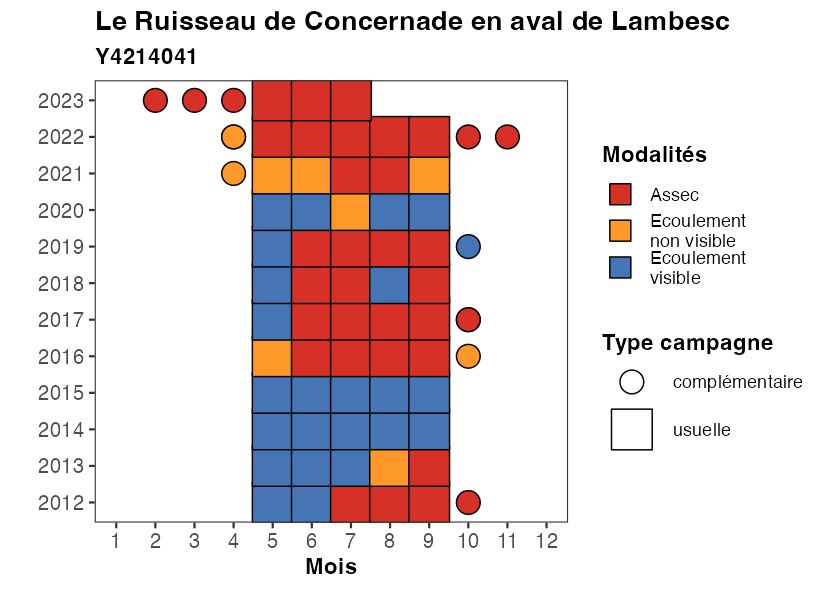 Le Ruisseau de Concernade en aval de Lambesc
Y4214041
2023
2022
2021
2020
2019
2018
2017
2016
2015
2014
2013
2012
1 2 3 4 5 6 7 8 9 10 11 12
Mois
Modalités
Assec
Ecoulement
non visible
Ecoulement
visible
Type campagne
complémentaire
usuelle